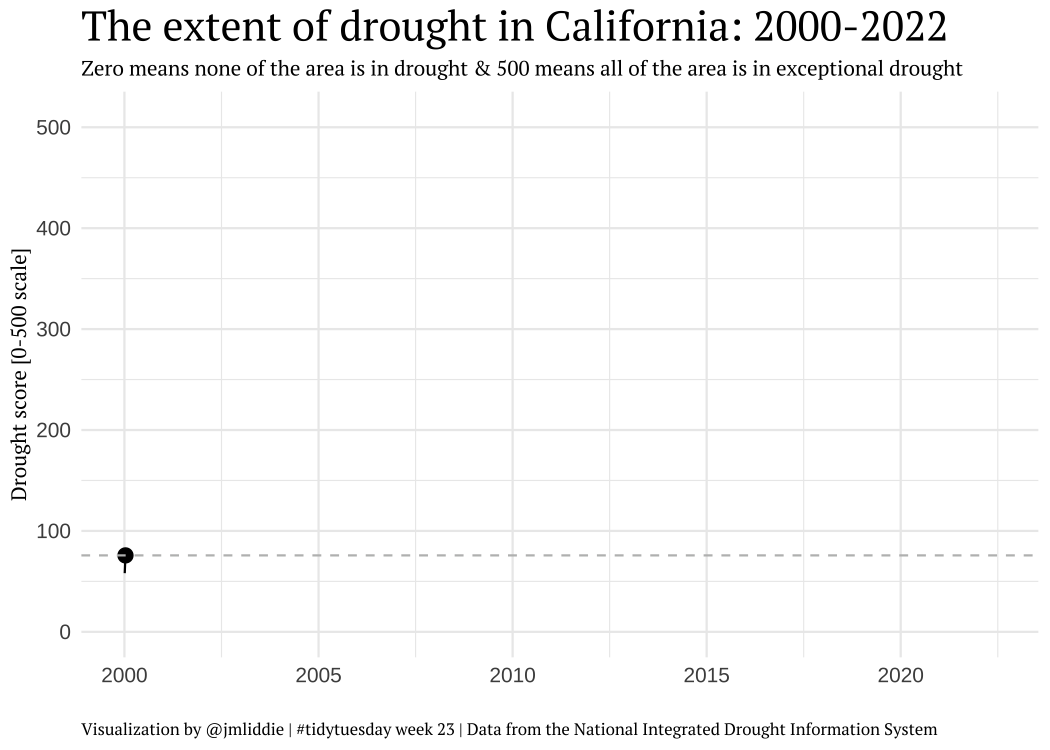 The extent of drought in California: 2000-2022
Zero means none of the area is in drought & 500 means all of the area is in exceptional drought
Drought score [0-500 scale]
500
400
300
200
100
0
2000 2005 2010 2015 2020
Visualization by @jmliddie | #tidytuesday week 23 | Data from the National Integrated Drought Information System